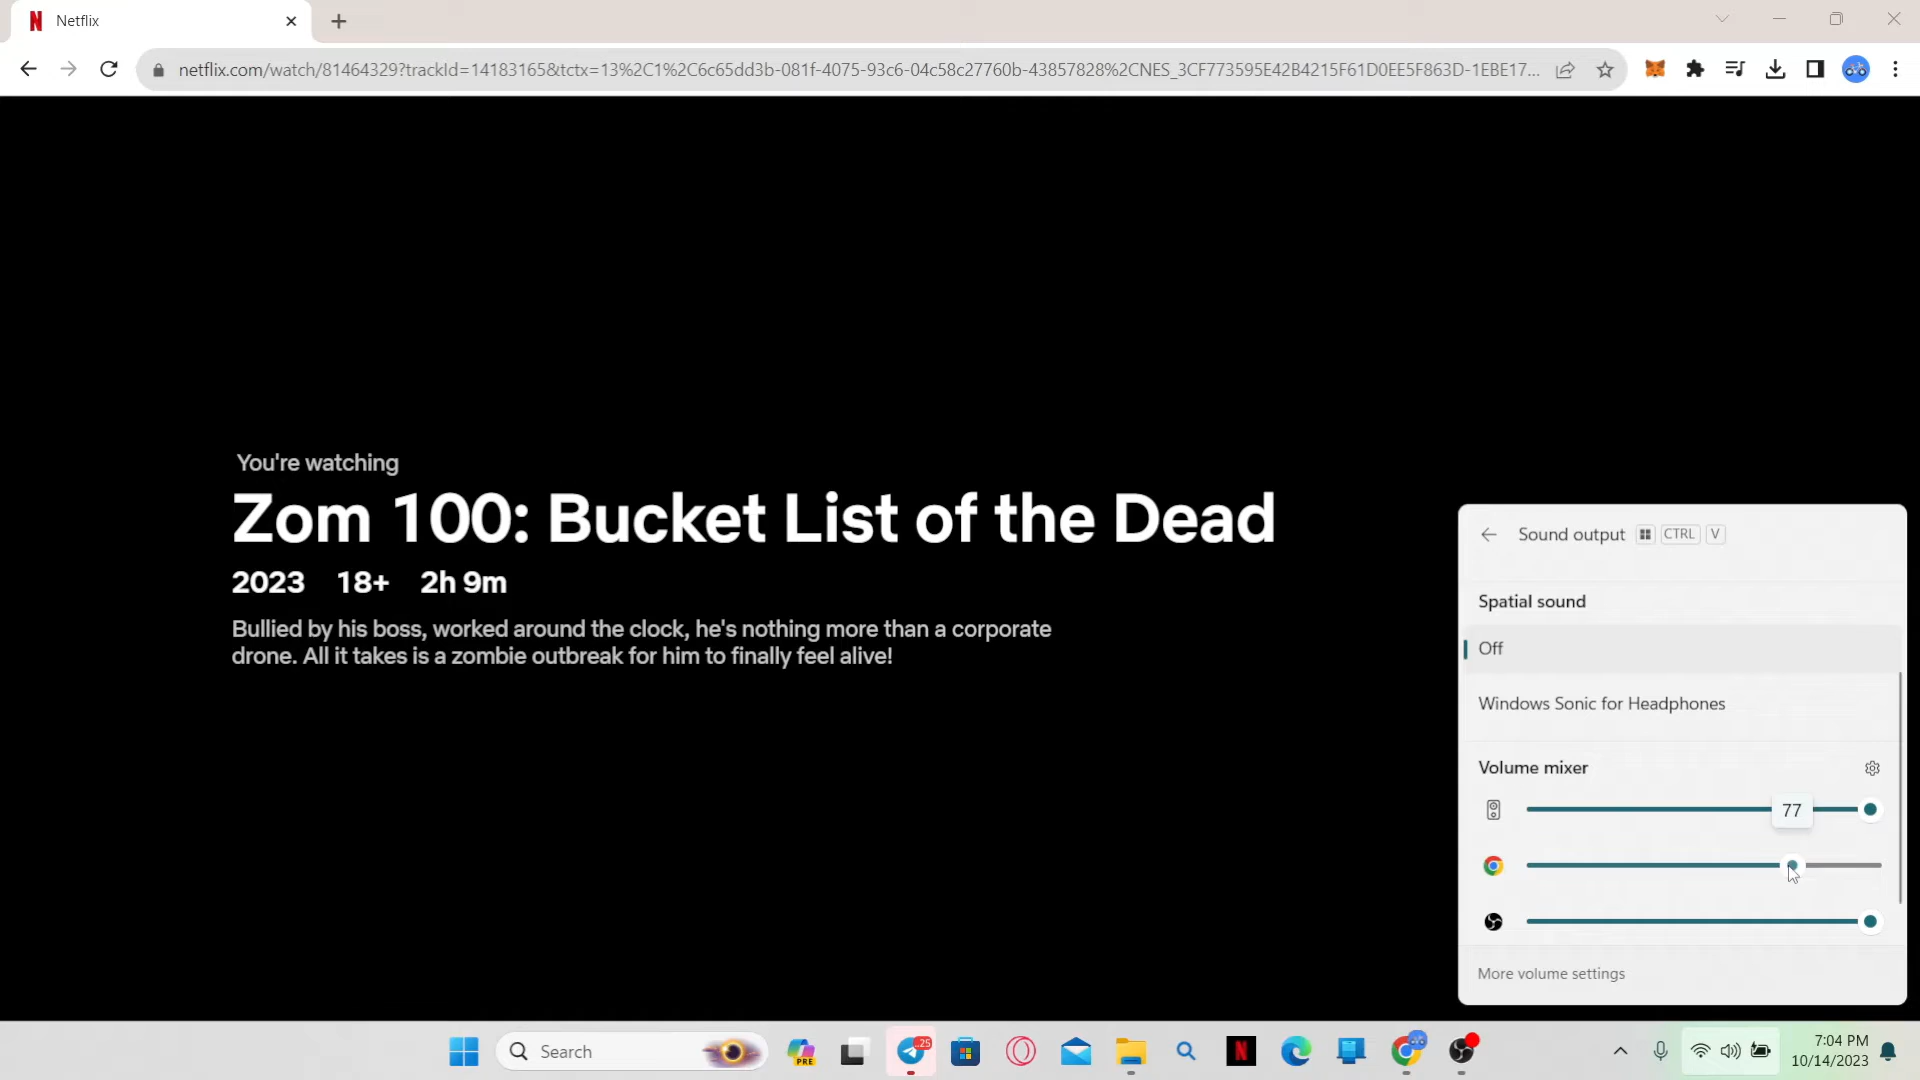 Netflix
netflix.com/watch/81464329?trackId=14183165&tctx=13%2C1%2C6c65dd3b-081f-4075-93c6-04c58c27760b-43857828%2CNES_3CF773595E42B4215F61D0EE5F863D-1EBE17...
You're watching
Zom 100: Bucket List of the Dead
2023 18+ 2h 9m
Bullied by his boss, worked around the clock, he's nothing more than a corporate
drone. All it takes is a zombie outbreak for him to finally feel alive!
Sound output CTRL V
Spatial sound
Off
Windows Sonic for Headphones
Volume mixer
77
More volume settings
Search
PRE
..25
7:04 PM
10/14/2023